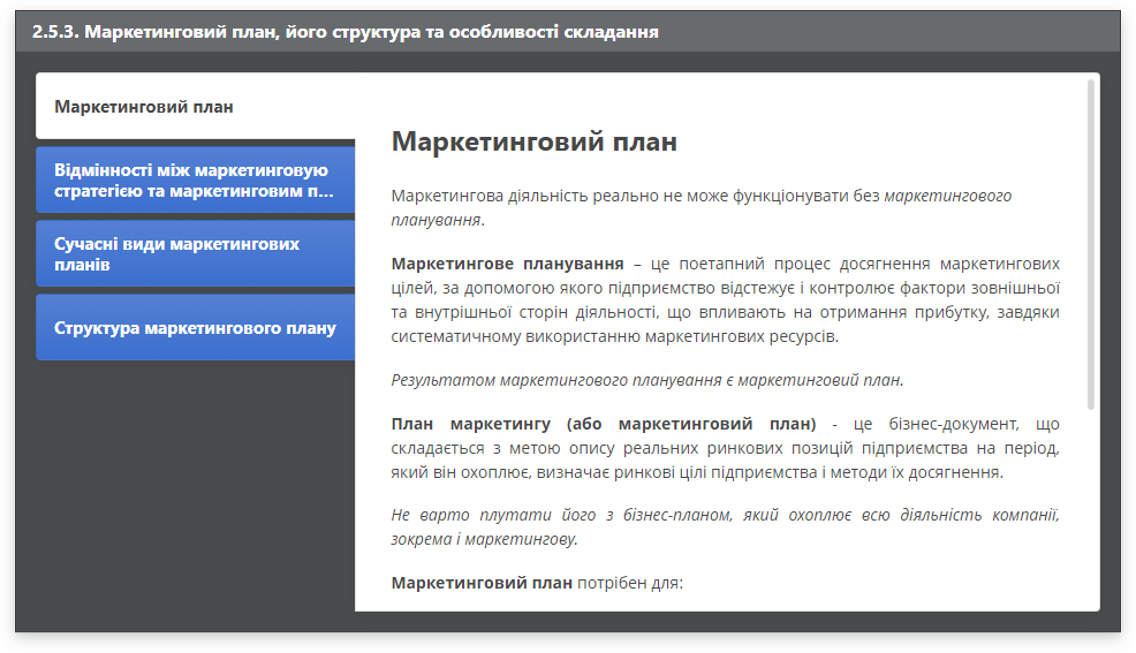 2.5.3. Маркетинговий план, його структура та особливості складання
Маркетинговий план
Відмінності між маркетинговую
стратегією та маркетинговим п...
Сучасні види маркетингових
планів
Структура маркетингового плану
Маркетинговий план
Маркетингова діяльність реально не може функціонувати без маркетингового
планування.
Маркетингове планування – це поетапний процес досягнення маркетингових
цілей, за допомогою якого підприємство відстежує і контролює фактори зовнішньої
та внутрішньої сторін діяльності, що впливають на отримання прибутку, завдяки
систематичному використанню маркетингових ресурсів.
Результатом маркетингового планування є маркетинговий план.
План маркетингу (або маркетинговий план) - це бізнес-документ, що
складається з метою опису реальних ринкових позицій підприємства на період,
який він охоплює, визначає ринкові цілі підприємства і методи їх досягнення.
Не варто плутати його з бізнес-планом, який охоплює всю діяльність компанії,
зокрема і маркетингову.
Маркетинговий план потрібен для: